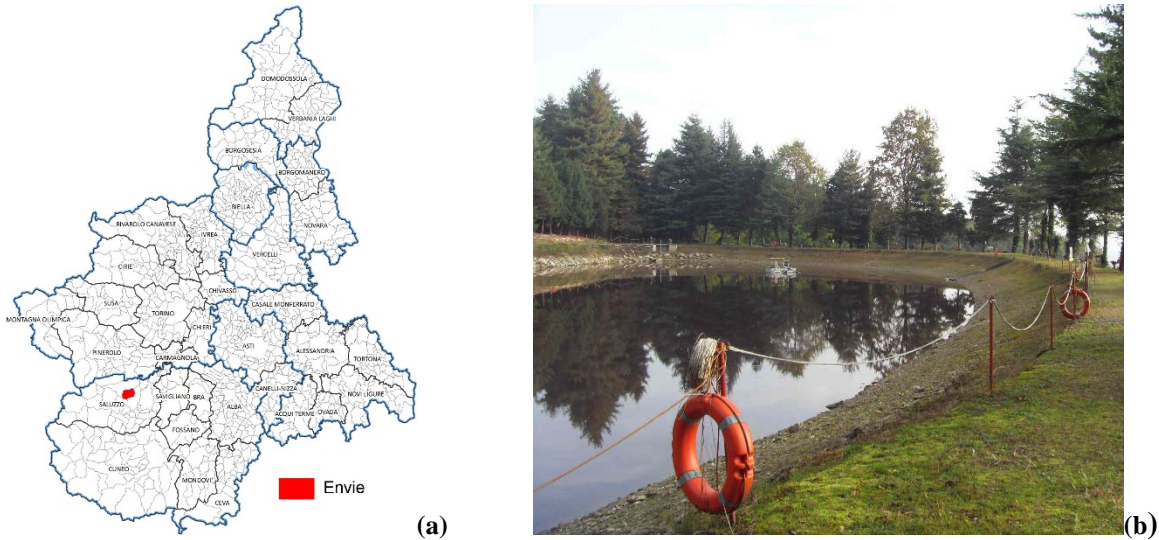 DOMODOSSOLA
VERBANIA LAGHI
BORGOSESIA
BORGOMANERO
BIELLA
NOVARA
RIVAROLO CANAVESE
IVREA
VERCELLI
CIRIE
CHIVASSO
SUSA
CASALE MONFERRATO
MONTAGNA OLIMPICA
TORINO
CHIERI
ASTI
ALESSANDRIA
TORTONA
PINEROLO
CARMAGNOLA
CANELLI-NIZZA
NOVI LIGURE
SALUZZO
SAVIGLIANO
BRA
ALBA
ACQUI TERME
OVADA
FOSSANO
CUNEO
MONDOVI'
CEVA
Envie
(a)
(b)